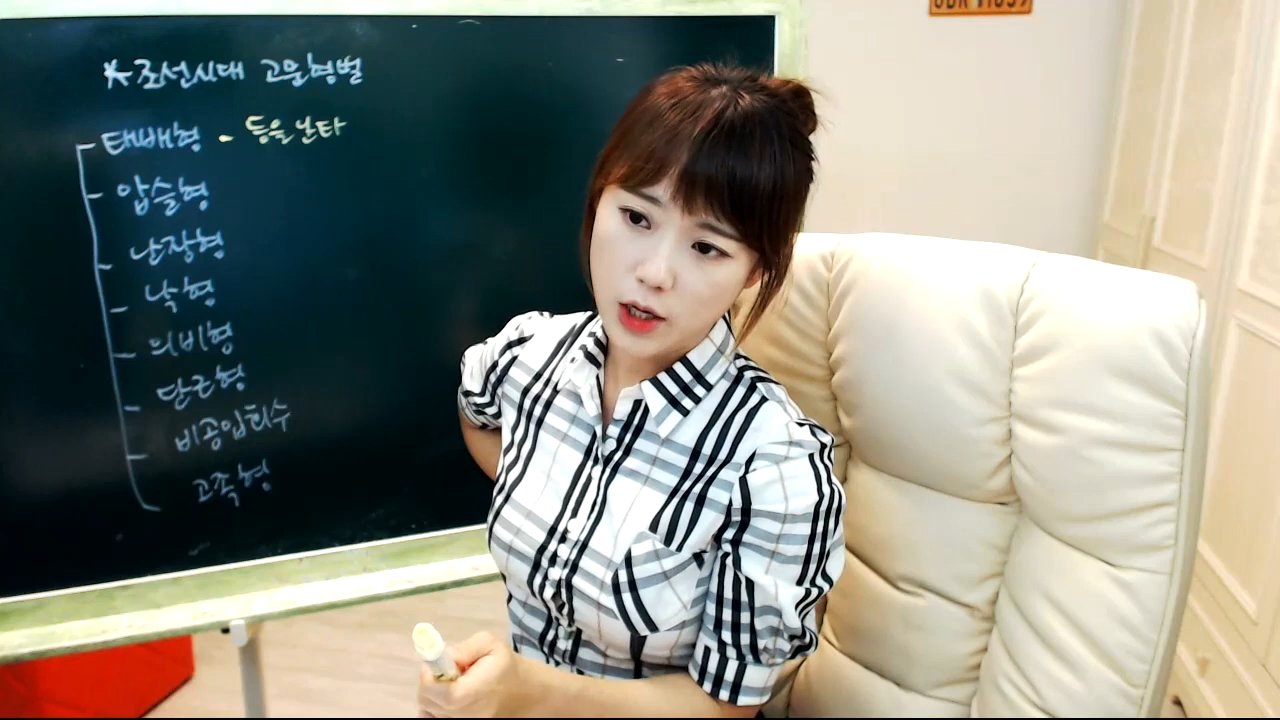 *조선시대 고문형벌
태배형 - 등을 난타
압슬형
난장형
낙형
의비형
단근형
비공입회수
고족형